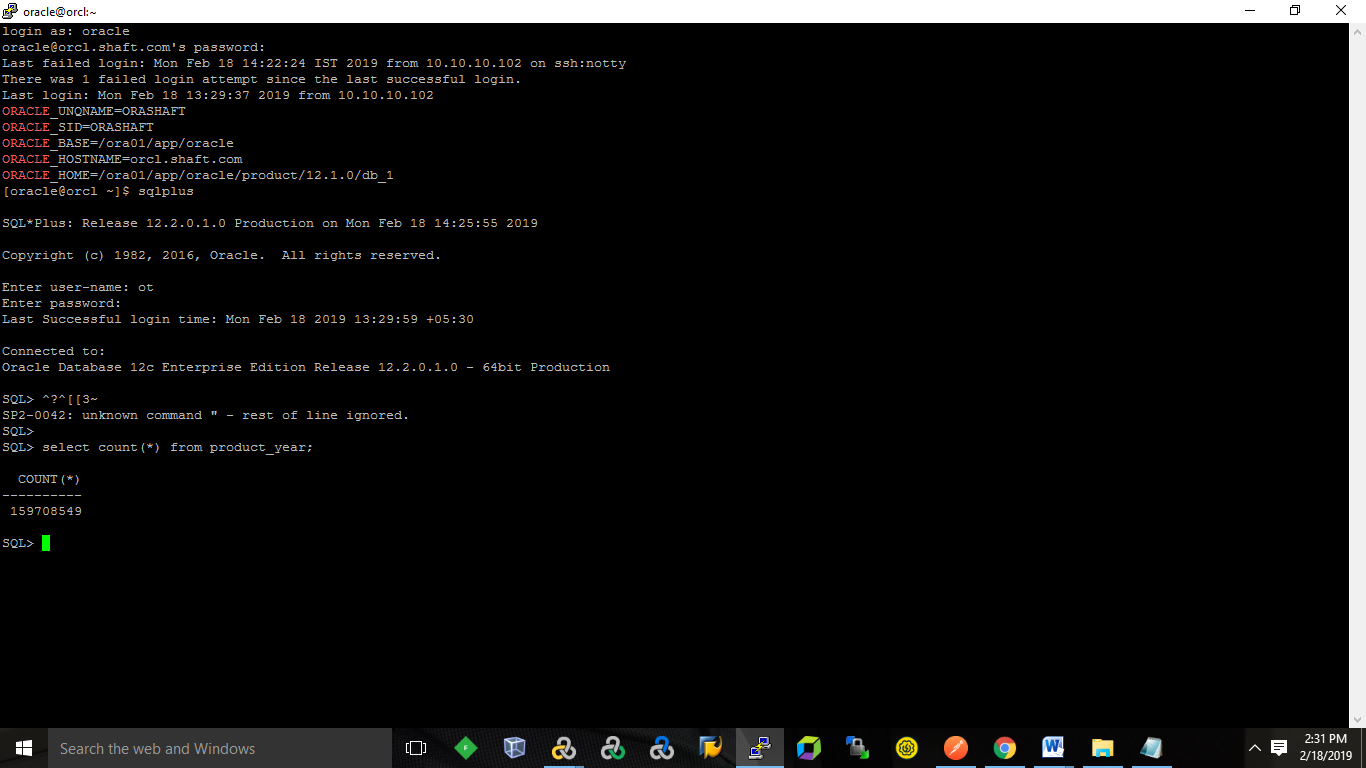 oracle@orcl:~
login as: oracle
oracle@orcl.shaft.com's password:
Last failed login: Mon Feb 18 14:22:24 IST 2019 from 10.10.10.102 on ssh:notty
There was 1 failed login attempt since the last successful login.
Last login: Mon Feb 18 13:29:37 2019 from 10.10.10.102
ORACLE_UNQNAME=ORASHAFT
ORACLE_SID=ORASHAFT
ORACLE_BASE=/ora01/app/oracle
ORACLE_HOSTNAME=orcl.shaft.com
ORACLE_HOME=/ora01/app/oracle/product/12.1.0/db_1
[oracle@orcl ~]$ sqlplus
SQL*Plus: Release 12.2.0.1.0 Production on Mon Feb 18 14:25:55 2019
Copyright (c) 1982, 2016, Oracle.  All rights reserved.
Enter user-name: ot
Enter password:
Last Successful login time: Mon Feb 18 2019 13:29:59 +05:30
Connected to:
Oracle Database 12c Enterprise Edition Release 12.2.0.1.0 - 64bit Production
SQL> ^?^[[3~
SP2-0042: unknown command " - rest of line ignored.
SQL>
SQL> select count(*) from product_year;
COUNT(*)
----------
159708549
SQL>
Search the web and Windows
2:31 PM
2/18/2019